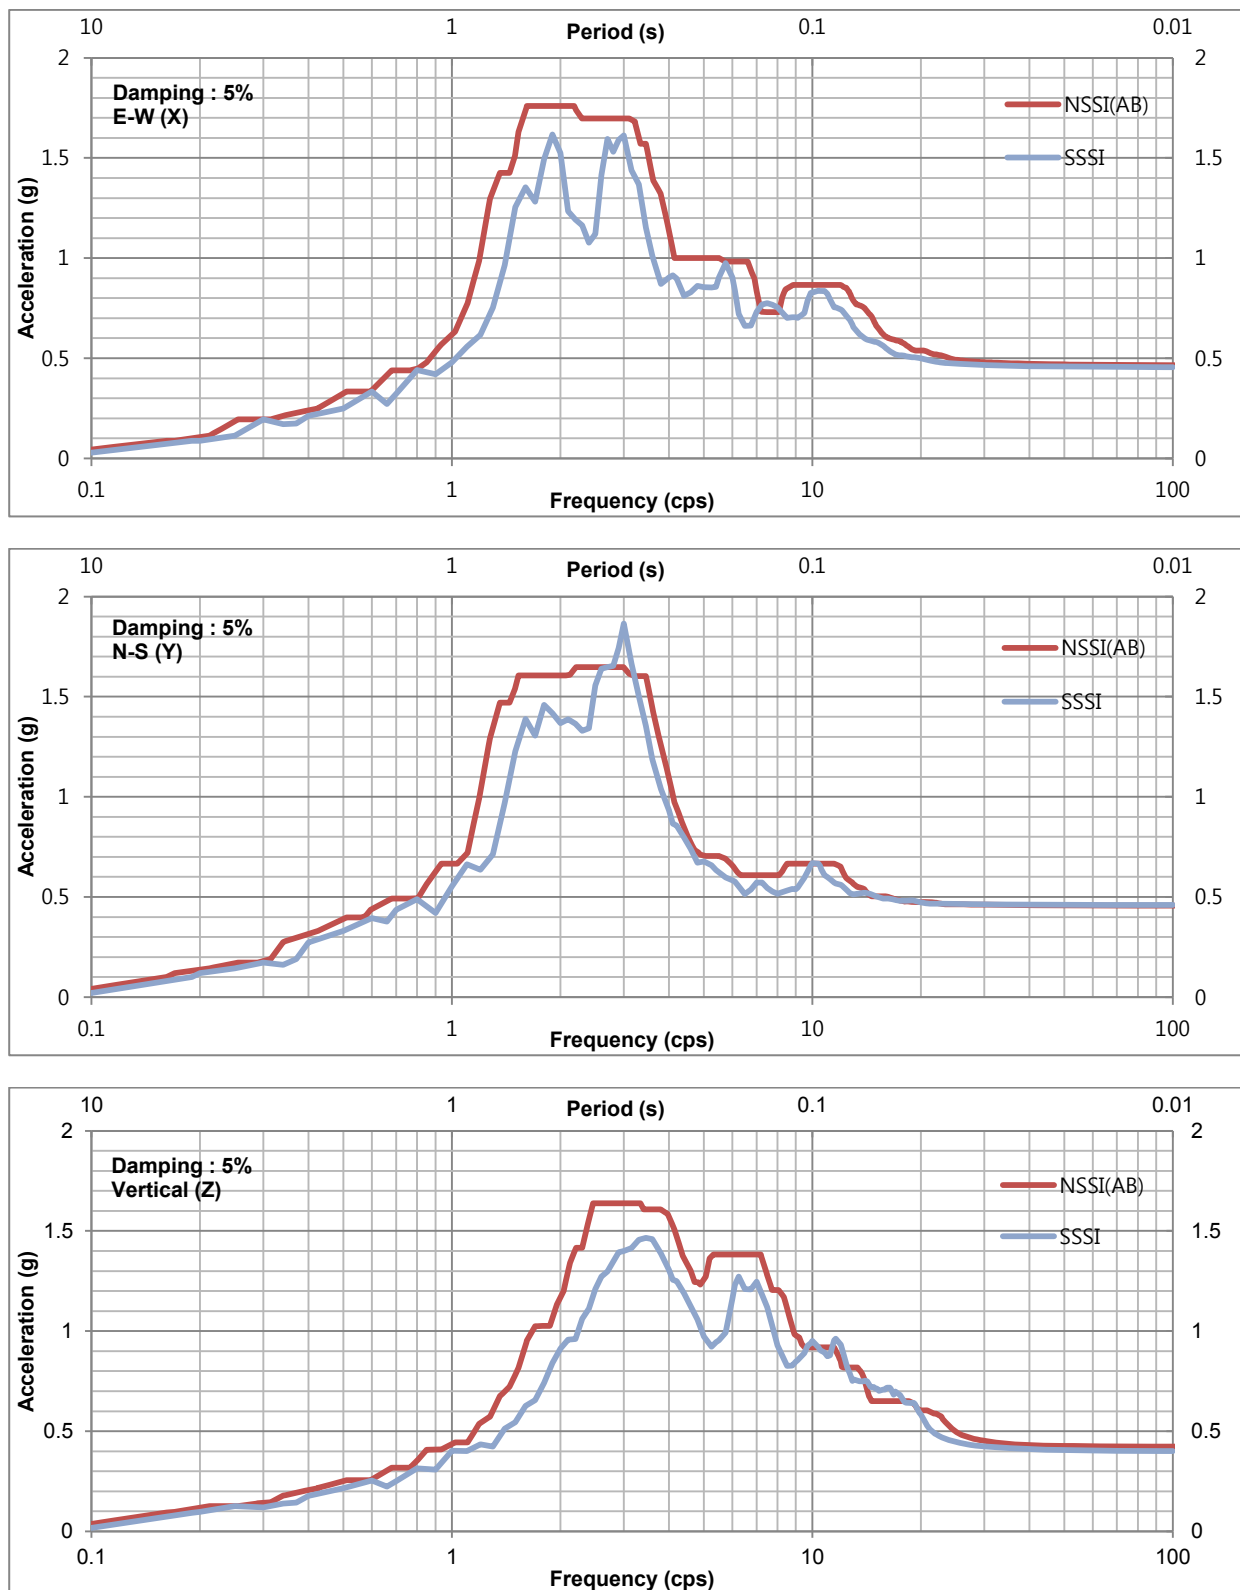 10 1 Period (s) 0.1 0.01
2 2
Damping : 5%
E-W (X)
NSSI(AB)
1.5 1.5
SSSI
Acceleration (g)
1 1
0.5 0.5
0 0
0.1 1 10 100
Frequency (cps)
10 1 Period (s) 0.1 0.01
2 2
Damping : 5%
N-S (Y)
NSSI(AB)
1.5 1.5
SSSI
Acceleration (g)
1 1
0.5 0.5
0 0
0.1 1 10 100
Frequency (cps)
10 1 Period (s) 0.1 0.01
2 2
Damping : 5%
Vertical (Z)
NSSI(AB)
1.5 1.5
SSSI
Acceleration (g)
1 1
0.5 0.5
0 0
0.1 1 10 100
Frequency (cps)